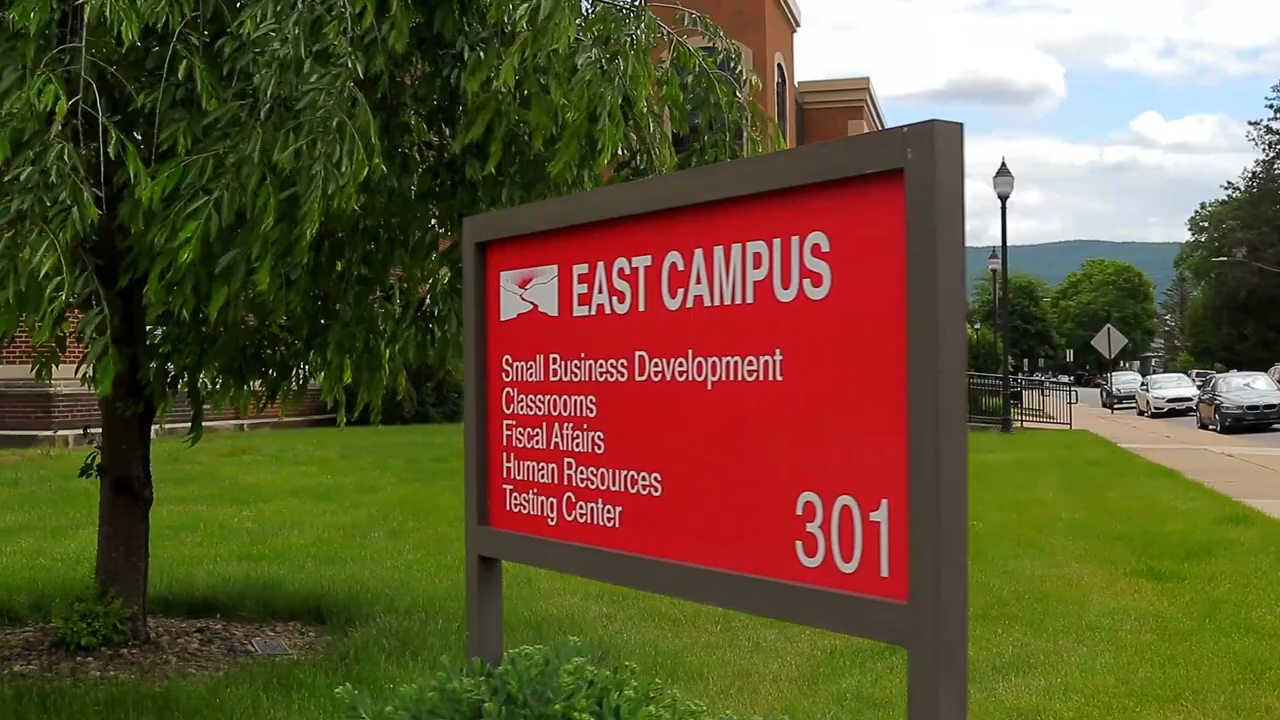 EAST CAMPUS
Small Business Development
Classrooms
Fiscal Affairs
Human Resources
Testing Center
301